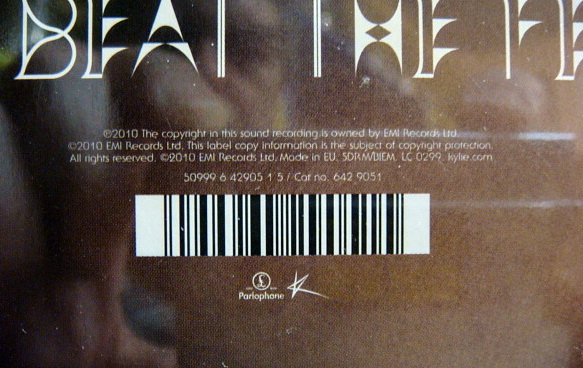 BEAT THE FE
℗2010 The copyright in this sound recording is owned by EMI Records Ltd.
©2010 EMI Records Ltd. This label copy information is the subject of copyright protection.
All rights reserved. ©2010 EMI Records Ltd. Made in EU. SDRM/BIEM. LC 0299. kylie.com
50999 6 42905 1 5 / Cat no. 642 9051
Parlophone K